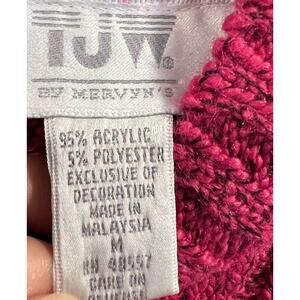 IJW®
BY MERVYN'S
95% ACRYLIC
5% POLYESTER
EXCLUSIVE OF
DECORATION
MADE IN
MALAYSIA
M
RN 48557
CARE ON